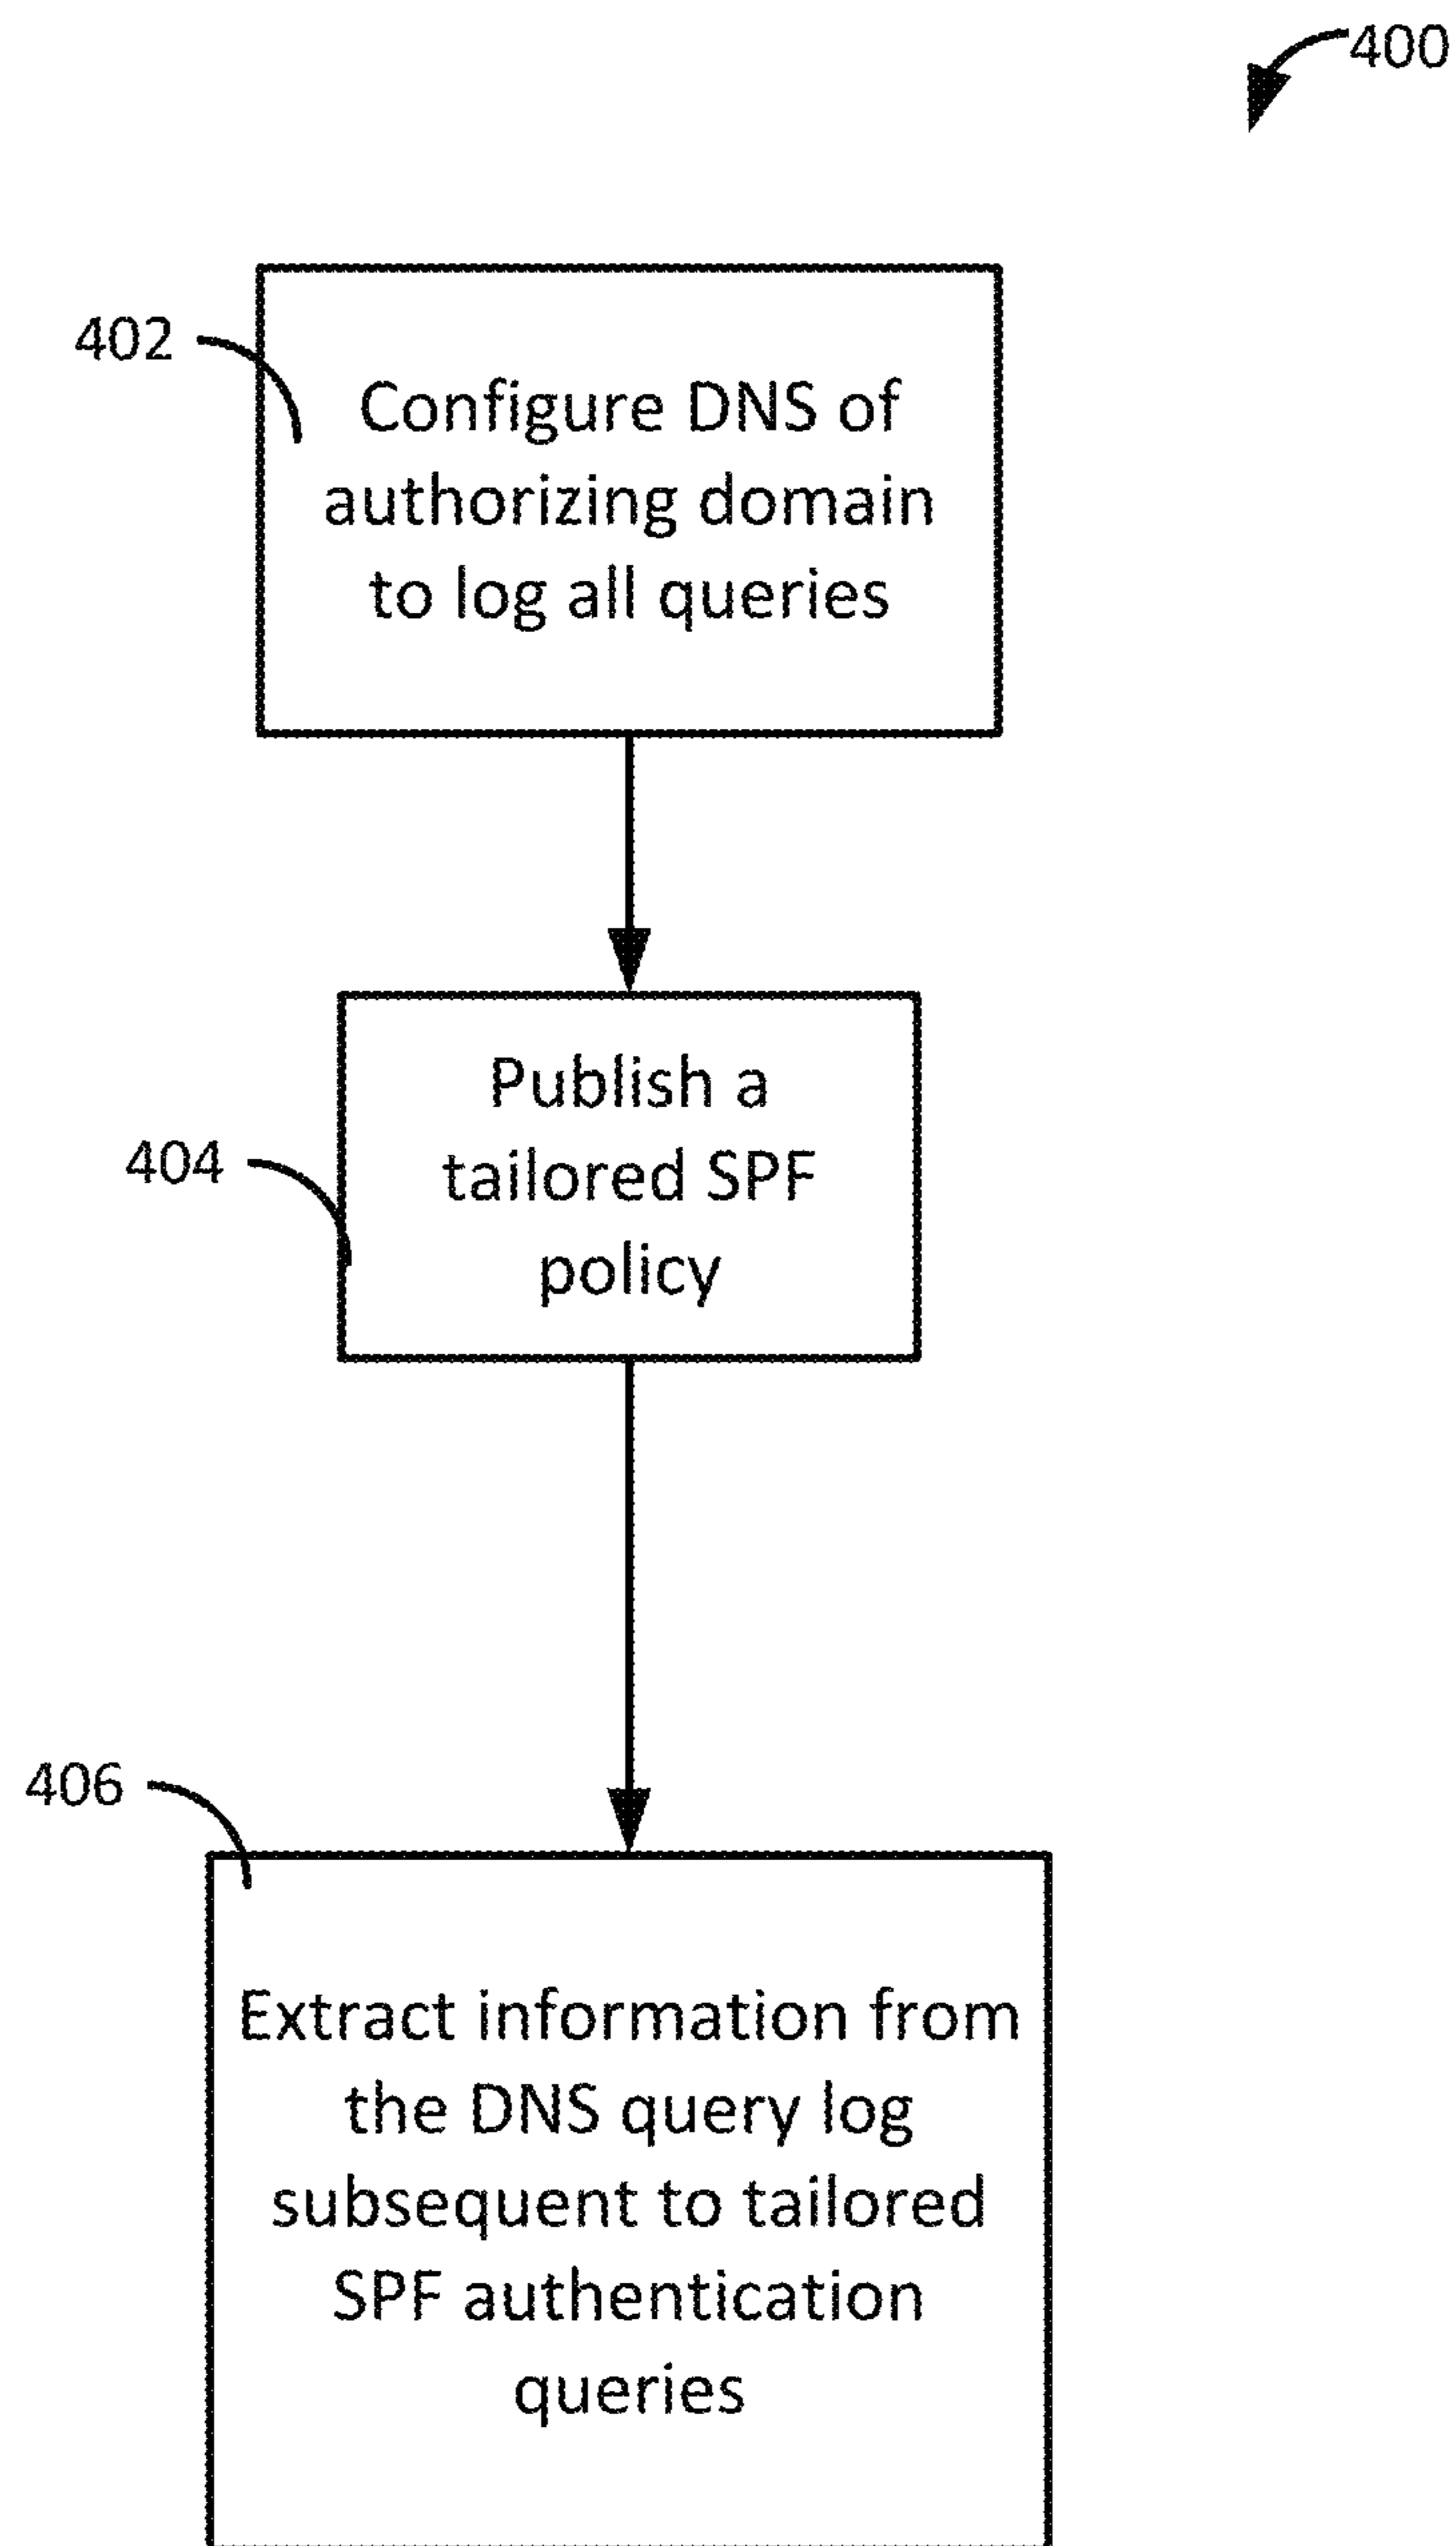 400
402
Configure DNS of
authorizing domain
to log all queries
404
Publish a
tailored SPF
policy
406
Extract information from
the DNS query log
subsequent to tailored
SPF authentication
queries